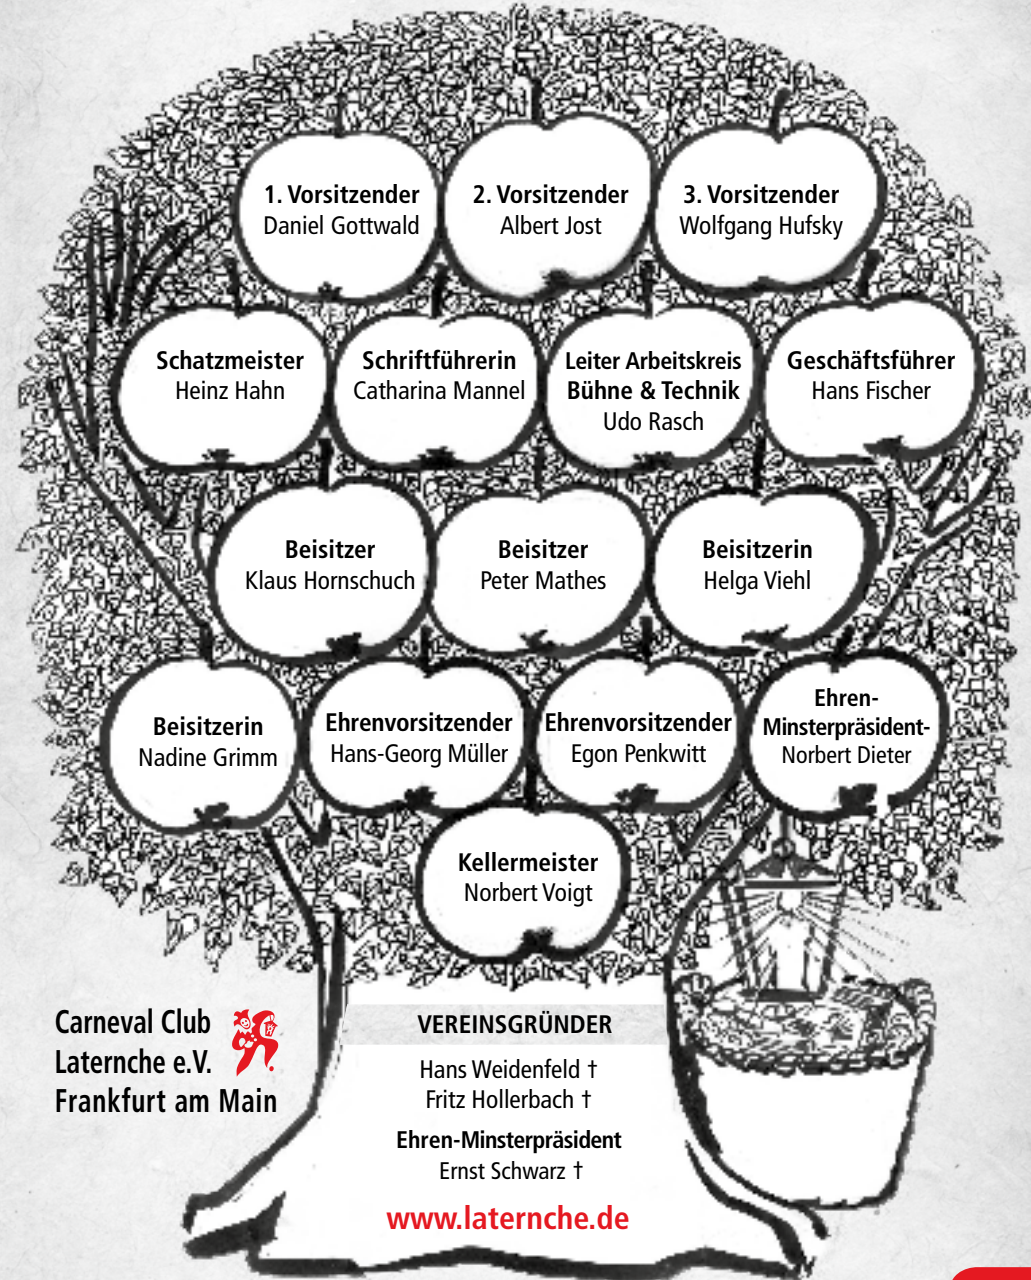 1. Vorsitzender
Daniel Gottwald
2. Vorsitzender
Albert Jost
3. Vorsitzender
Wolfgang Hufsky
Schatzmeister
Heinz Hahn
Schriftführerin
Catharina Mannel
Leiter Arbeitskreis
Bühne & Technik
Udo Rasch
Geschäftsführer
Hans Fischer
Beisitzer
Klaus Hornschuch
Beisitzer
Peter Mathes
Beisitzerin
Helga Viehl
Beisitzerin
Nadine Grimm
Ehrenvorsitzender
Hans-Georg Müller
Ehrenvorsitzender
Egon Penkwitt
Ehren-
Minsterpräsident-
Norbert Dieter
Kellermeister
Norbert Voigt
Carneval Club
Laternche e.V.
Frankfurt am Main
VEREINSGRÜNDER
Hans Weidenfeld †
Fritz Hollerbach †
Ehren-Minsterpräsident
Ernst Schwarz †
www.laternche.de